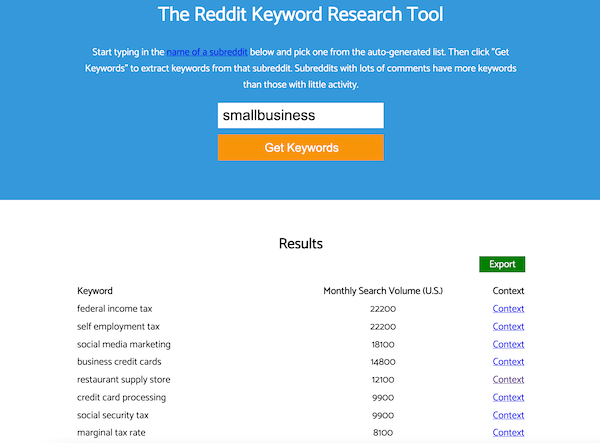 The Reddit Keyword Research Tool
Start typing in the name of a subreddit below and pick one from the auto-generated list. Then click "Get
Keywords" to extract keywords from that subreddit. Subreddits with lots of comments have more keywords
than those with little activity.
smallbusiness
Get Keywords
Results
Export
Keyword Monthly Search Volume (U.S.) Context
federal income tax 22200 Context
self employment tax 22200 Context
social media marketing 18100 Context
business credit cards 14800 Context
restaurant supply store 12100 Context
credit card processing 9900 Context
social security tax 9900 Context
marginal tax rate 8100 Context